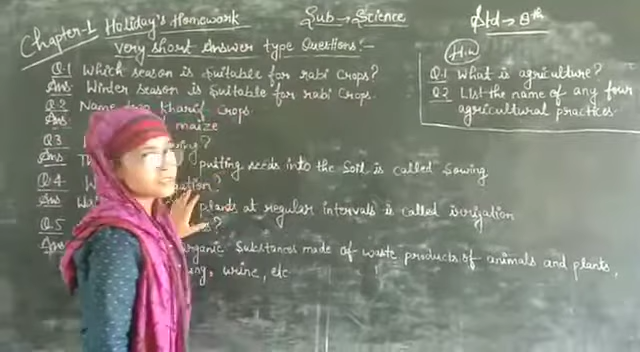 Chapter-1 Holiday's Homework
Sub → Science
Std → 8th
Very short Answer type Questions:-
Q.1 Which season is suitable for rabi Crops?
Ans Winter season is suitable for rabi Crops.
Q.2 Name Kharif Crops
Ans maize
Q3
Ans putting seeds into the Soil is called Sowing
Q4
Ans plants at regular intervals is called irrigation
Q.5
Ans organic Substances made of waste products of animals and plants,
urine, etc
H.W
Q.1 What is agriculture?
Q2 List the name of any four
agricultural practices.